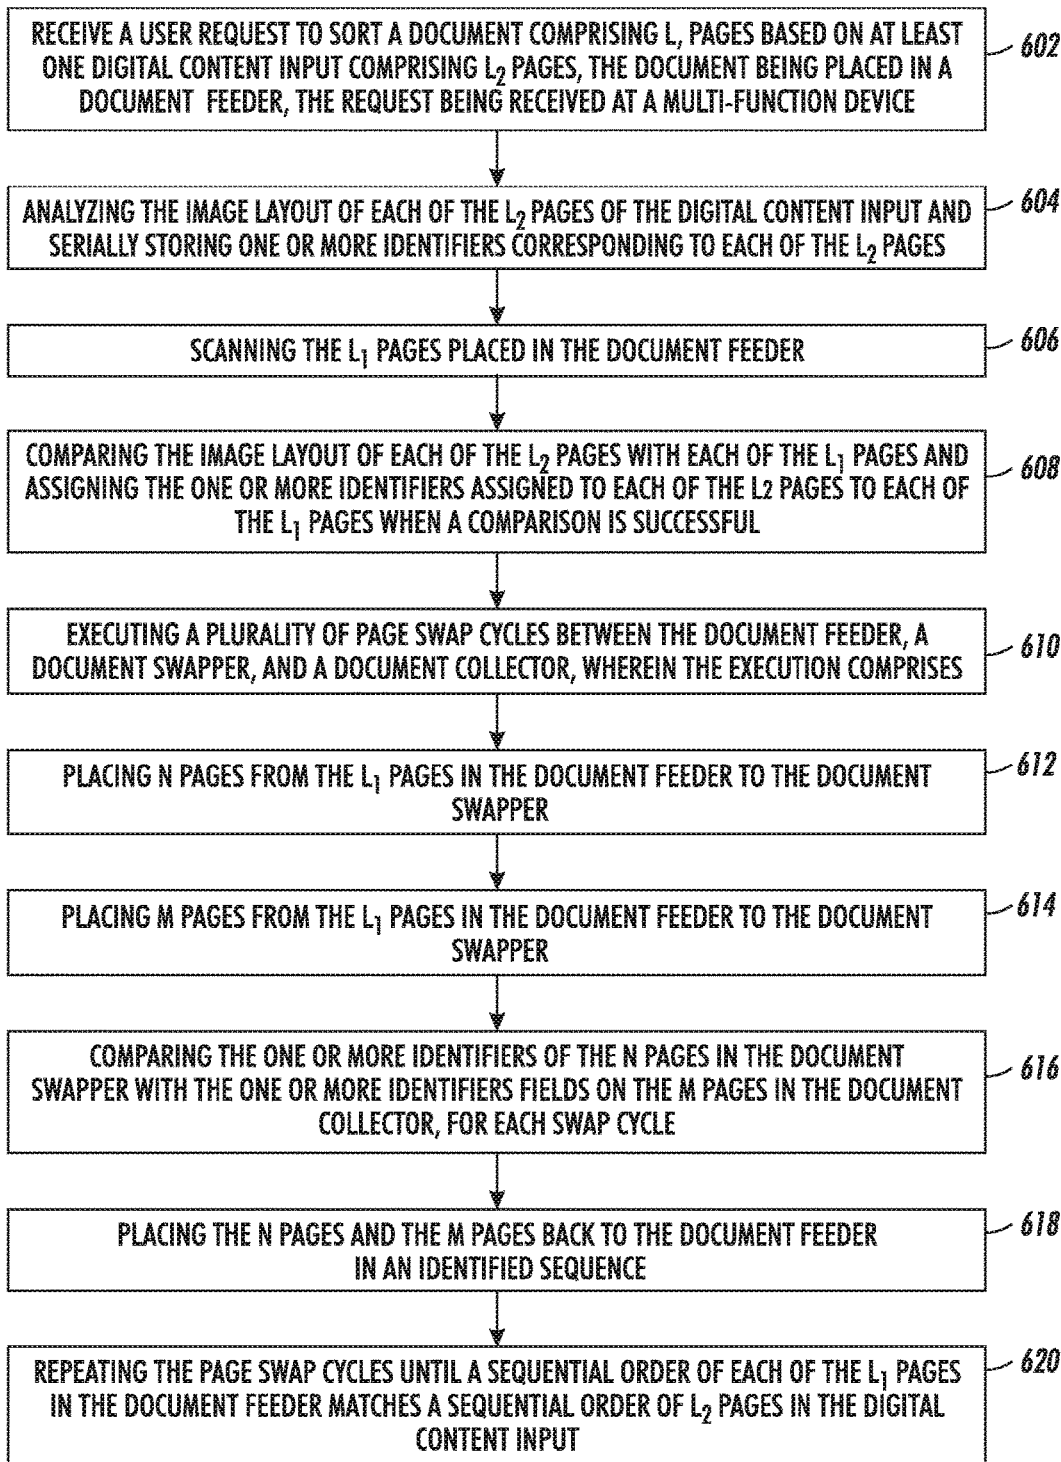 RECEIVE A USER REQUEST TO SORT A DOCUMENT COMPRISING L, PAGES BASED ON AT LEAST
ONE DIGITAL CONTENT INPUT COMPRISING L2 PAGES, THE DOCUMENT BEING PLACED IN A
DOCUMENT FEEDER, THE REQUEST BEING RECEIVED AT A MULTI-FUNCTION DEVICE
602
ANALYZING THE IMAGE LAYOUT OF EACH OF THE L2 PAGES OF THE DIGITAL CONTENT INPUT AND
SERIALLY STORING ONE OR MORE IDENTIFIERS CORRESPONDING TO EACH OF THE L2 PAGES
604
SCANNING THE L1 PAGES PLACED IN THE DOCUMENT FEEDER
606
COMPARING THE IMAGE LAYOUT OF EACH OF THE L2 PAGES WITH EACH OF THE L1 PAGES AND
ASSIGNING THE ONE OR MORE IDENTIFIERS ASSIGNED TO EACH OF THE L2 PAGES TO EACH OF
THE L1 PAGES WHEN A COMPARISON IS SUCCESSFUL
608
EXECUTING A PLURALITY OF PAGE SWAP CYCLES BETWEEN THE DOCUMENT FEEDER, A
DOCUMENT SWAPPER, AND A DOCUMENT COLLECTOR, WHEREIN THE EXECUTION COMPRISES
610
PLACING N PAGES FROM THE L1 PAGES IN THE DOCUMENT FEEDER TO THE DOCUMENT
SWAPPER
612
PLACING M PAGES FROM THE L1 PAGES IN THE DOCUMENT FEEDER TO THE DOCUMENT
SWAPPER
614
COMPARING THE ONE OR MORE IDENTIFIERS OF THE N PAGES IN THE DOCUMENT
SWAPPER WITH THE ONE OR MORE IDENTIFIERS FIELDS ON THE M PAGES IN THE DOCUMENT
COLLECTOR, FOR EACH SWAP CYCLE
616
PLACING THE N PAGES AND THE M PAGES BACK TO THE DOCUMENT FEEDER
IN AN IDENTIFIED SEQUENCE
618
REPEATING THE PAGE SWAP CYCLES UNTIL A SEQUENTIAL ORDER OF EACH OF THE L1 PAGES
IN THE DOCUMENT FEEDER MATCHES A SEQUENTIAL ORDER OF L2 PAGES IN THE DIGITAL
CONTENT INPUT
620